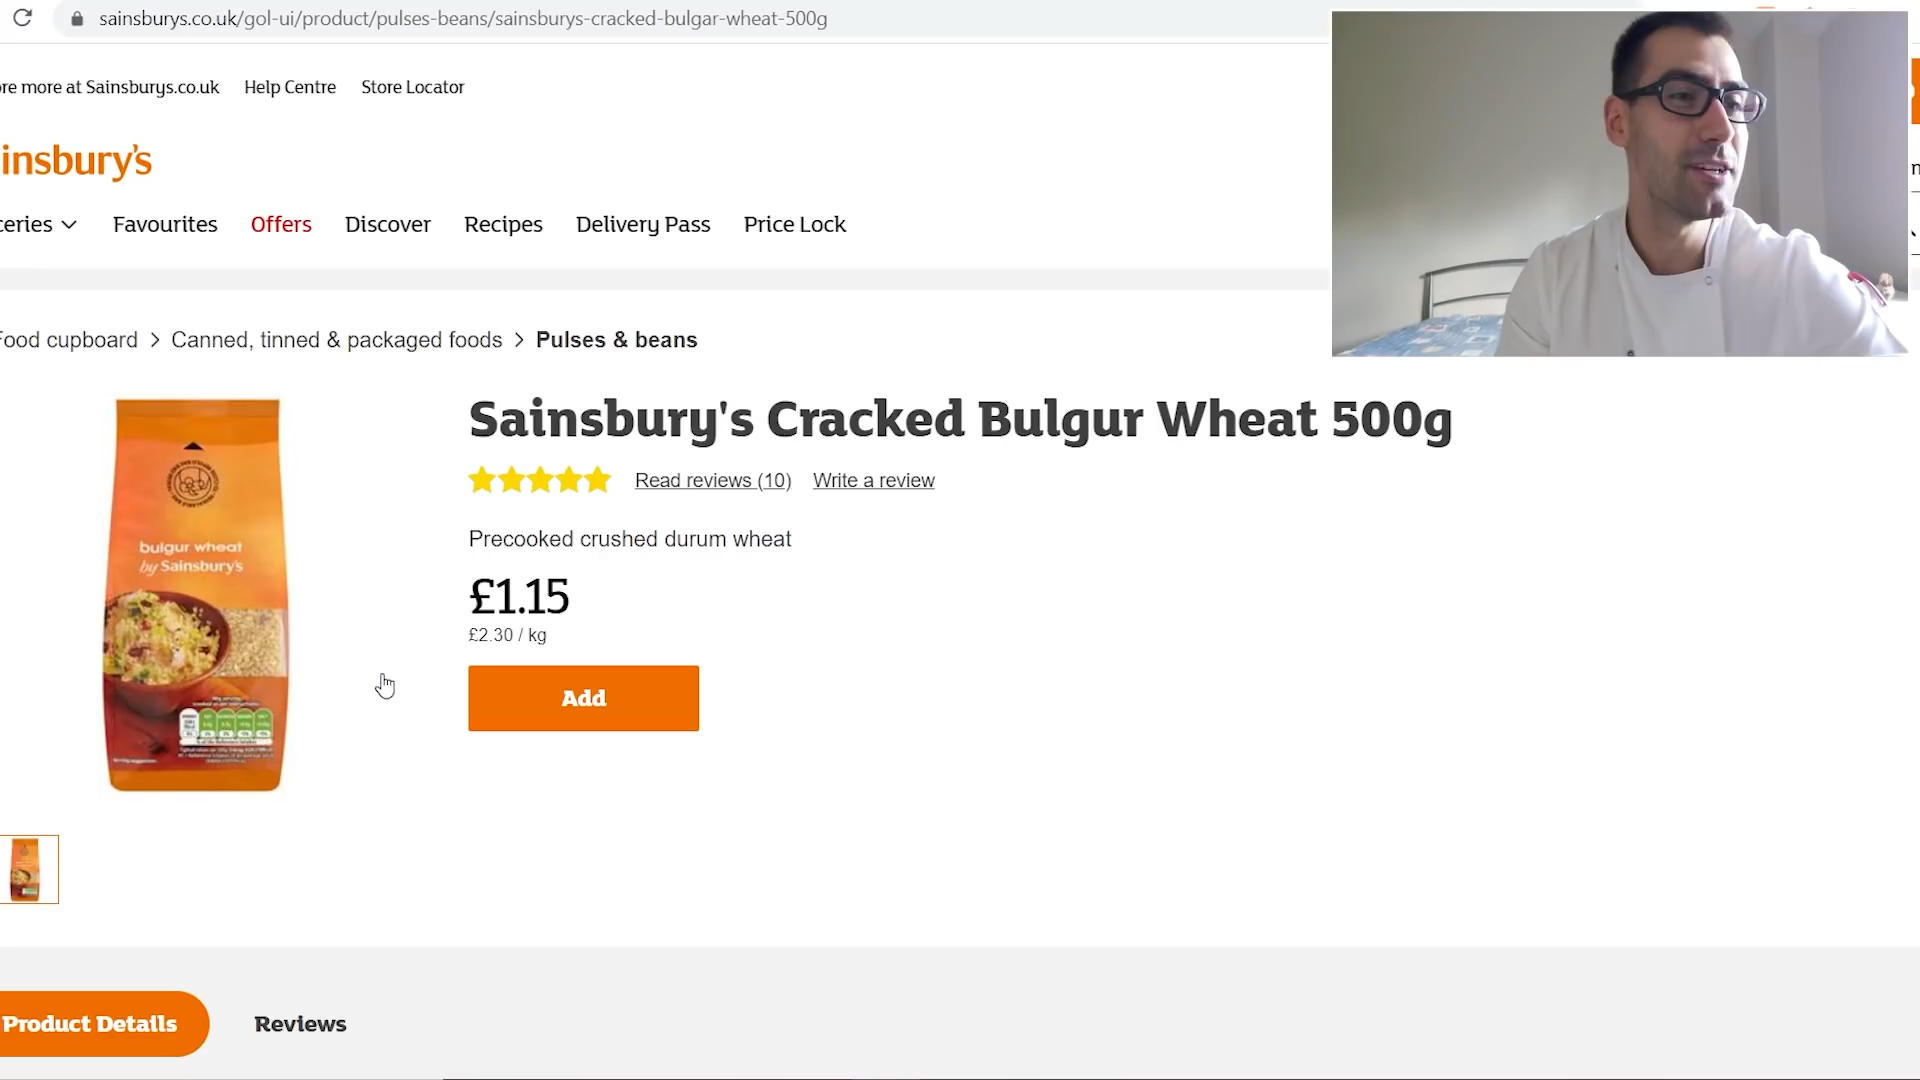 sainsburys.co.uk/gol-ui/product/pulses-beans/sainsburys-cracked-bulgar-wheat-500g
re more at Sainsburys.co.uk Help Centre Store Locator
insbury's
ceries Favourites Offers Discover Recipes Delivery Pass Price Lock
Food cupboard > Canned, tinned & packaged foods > Pulses & beans
Sainsbury's Cracked Bulgur Wheat 500g
Read reviews (10) Write a review
Precooked crushed durum wheat
£1.15
£2.30 / kg
Add
bulgur wheat
by Sainsbury's
Product Details Reviews